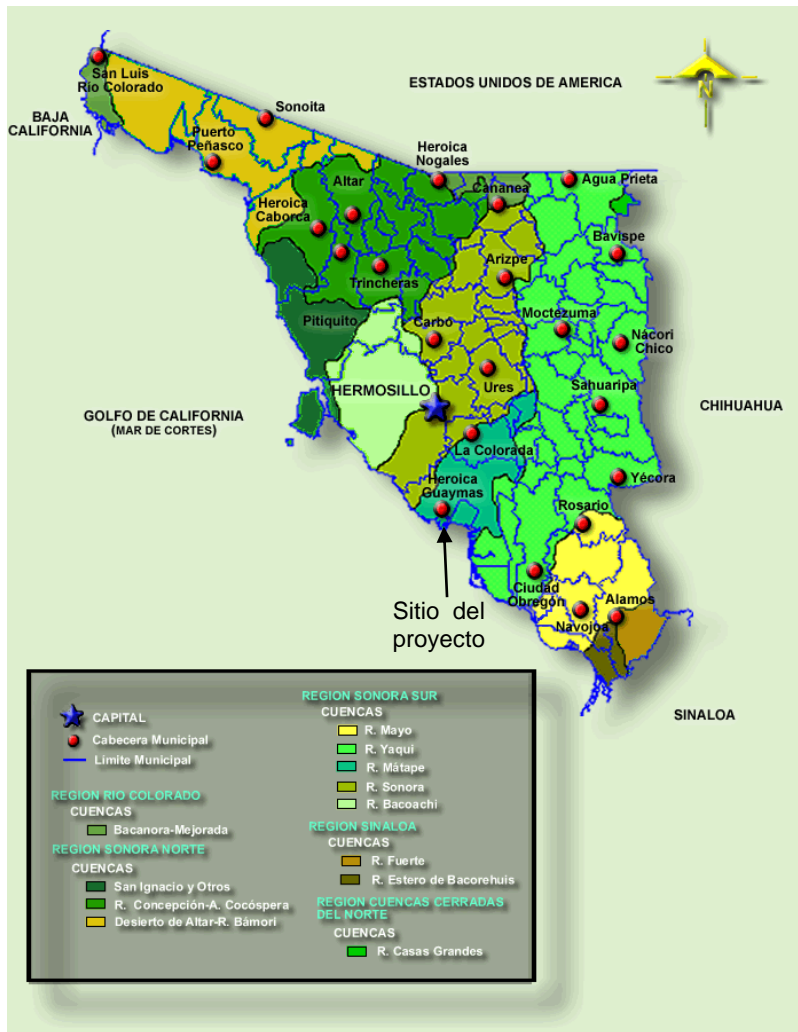 San Luis
Rio Colorado
ESTADOS UNIDOS DE AMERICA
N
BAJA
CALIFORNIA
Sonoita
Puerto
Peñasco
Heroica
Nogales
Altar
Cananea
Agua Prieta
Heroica
Caborca
Bavispe
Arizpe
Trincheras
Pitiquito
Carbó
Moctezuma
Nácori
Chico
HERMOSILLO
Ures
Sahuaripa
GOLFO DE CALIFORNIA
(MAR DE CORTES)
CHIHUAHUA
La Colorada
Heroica
Guaymas
Yécora
Rosario
Ciudad
Obregón
Alamos
Navojoa
Sitio del
proyecto
SINALOA
CAPITAL
Cabecera Municipal
Límite Municipal
REGION RIO COLORADO
CUENCAS
Bacanora-Mejorada
REGION SONORA NORTE
CUENCAS
San Ignacio y Otros
R. Concepción-A. Cocóspera
Desierto de Altar-R. Bámori
REGION SONORA SUR
CUENCAS
R. Mayo
R. Yaqui
R. Mátape
R. Sonora
R. Bacoachi
REGION SINALOA
CUENCAS
R. Fuerte
R. Estero de Bacorehuis
REGION CUENCAS CERRADAS
DEL NORTE
CUENCAS
R. Casas Grandes